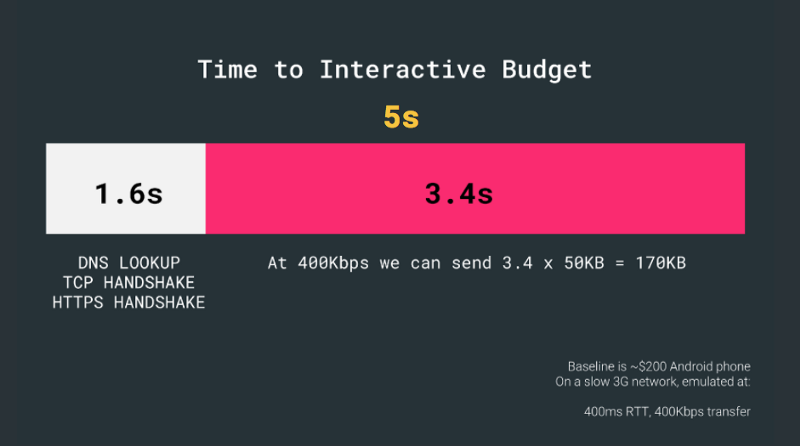 Time to Interactive Budget
5s
1.6s
3.4s
DNS LOOKUP
TCP HANDSHAKE
HTTPS HANDSHAKE
At 400Kbps we can send 3.4 x 50KB = 170KB
Baseline is ~$200 Android phone
On a slow 3G network, emulated at:
400ms RTT, 400Kbps transfer